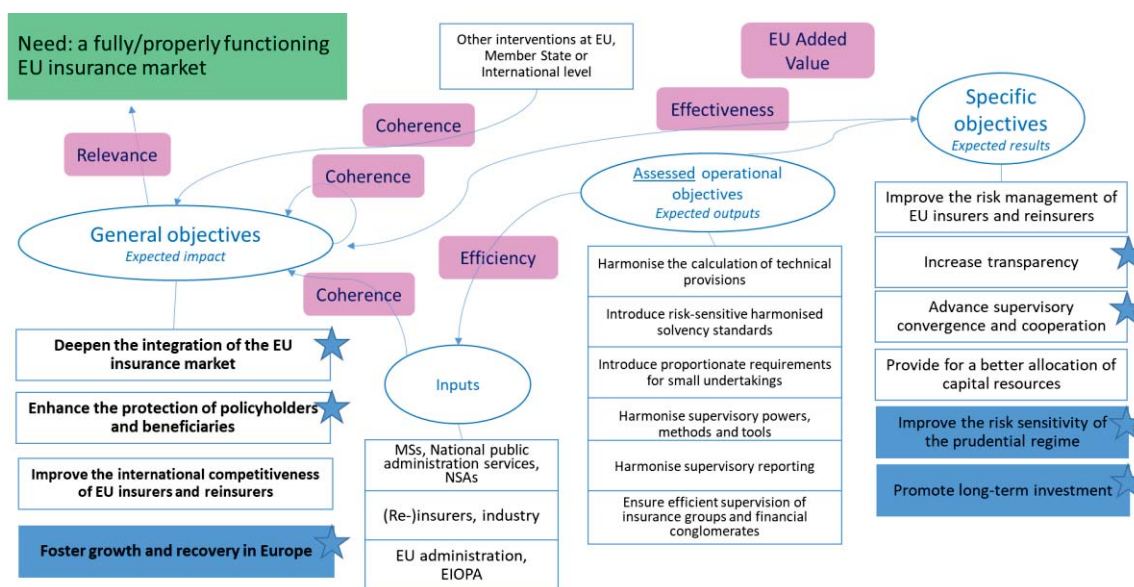 Need: a fully/properly functioning
EU insurance market
Other interventions at EU,
Member State or
International level
EU Added
Value
Relevance
Coherence
Coherence
Effectiveness
Specific
objectives
Expected results
General objectives
Expected impact
Coherence
Efficiency
Assessed operational
objectives
Expected outputs
Inputs
Deepen the integration of the EU
insurance market
Enhance the protection of policyholders
and beneficiaries
Improve the international competitiveness
of EU insurers and reinsurers
Foster growth and recovery in Europe
MSs, National public
administration services,
NSAs
(Re-)insurers, industry
EU administration,
EIOPA
Harmonise the calculation of technical
provisions
Introduce risk-sensitive harmonised
solvency standards
Introduce proportionate requirements
for small undertakings
Harmonise supervisory powers,
methods and tools
Harmonise supervisory reporting
Ensure efficient supervision of
insurance groups and financial
conglomerates
Improve the risk management of
EU insurers and reinsurers
Increase transparency
Advance supervisory
convergence and cooperation
Provide for a better allocation of
capital resources
Improve the risk sensitivity of
the prudential regime
Promote long-term investment